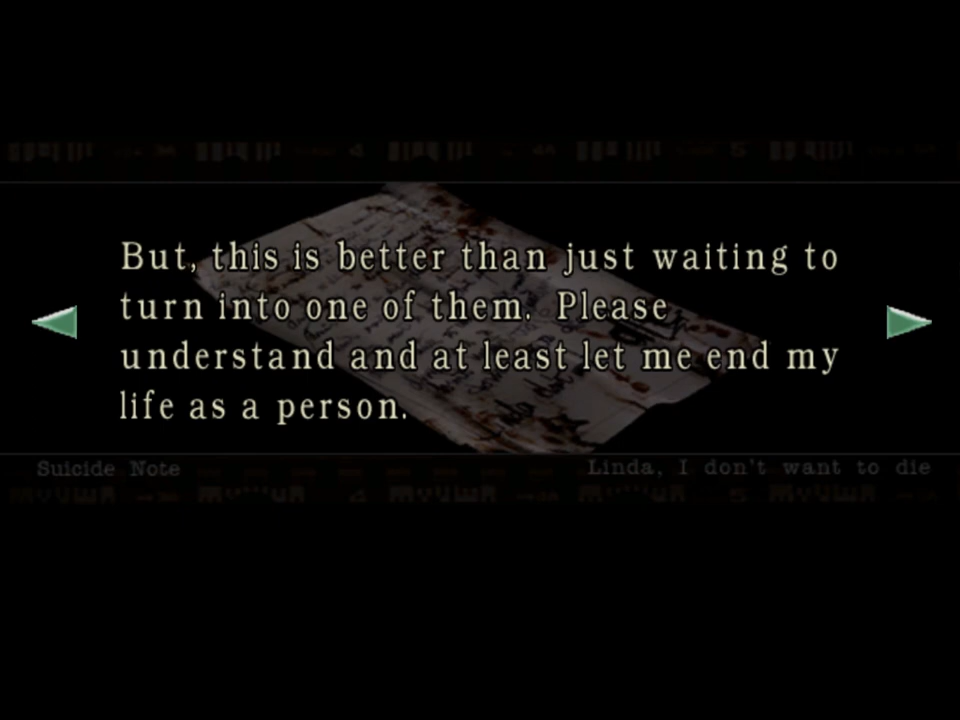 But, this is better than just waiting to
turn into one of them. Please
understand and at least let me end my
life as a person.
Suicide Note
Linda, I don't want to die